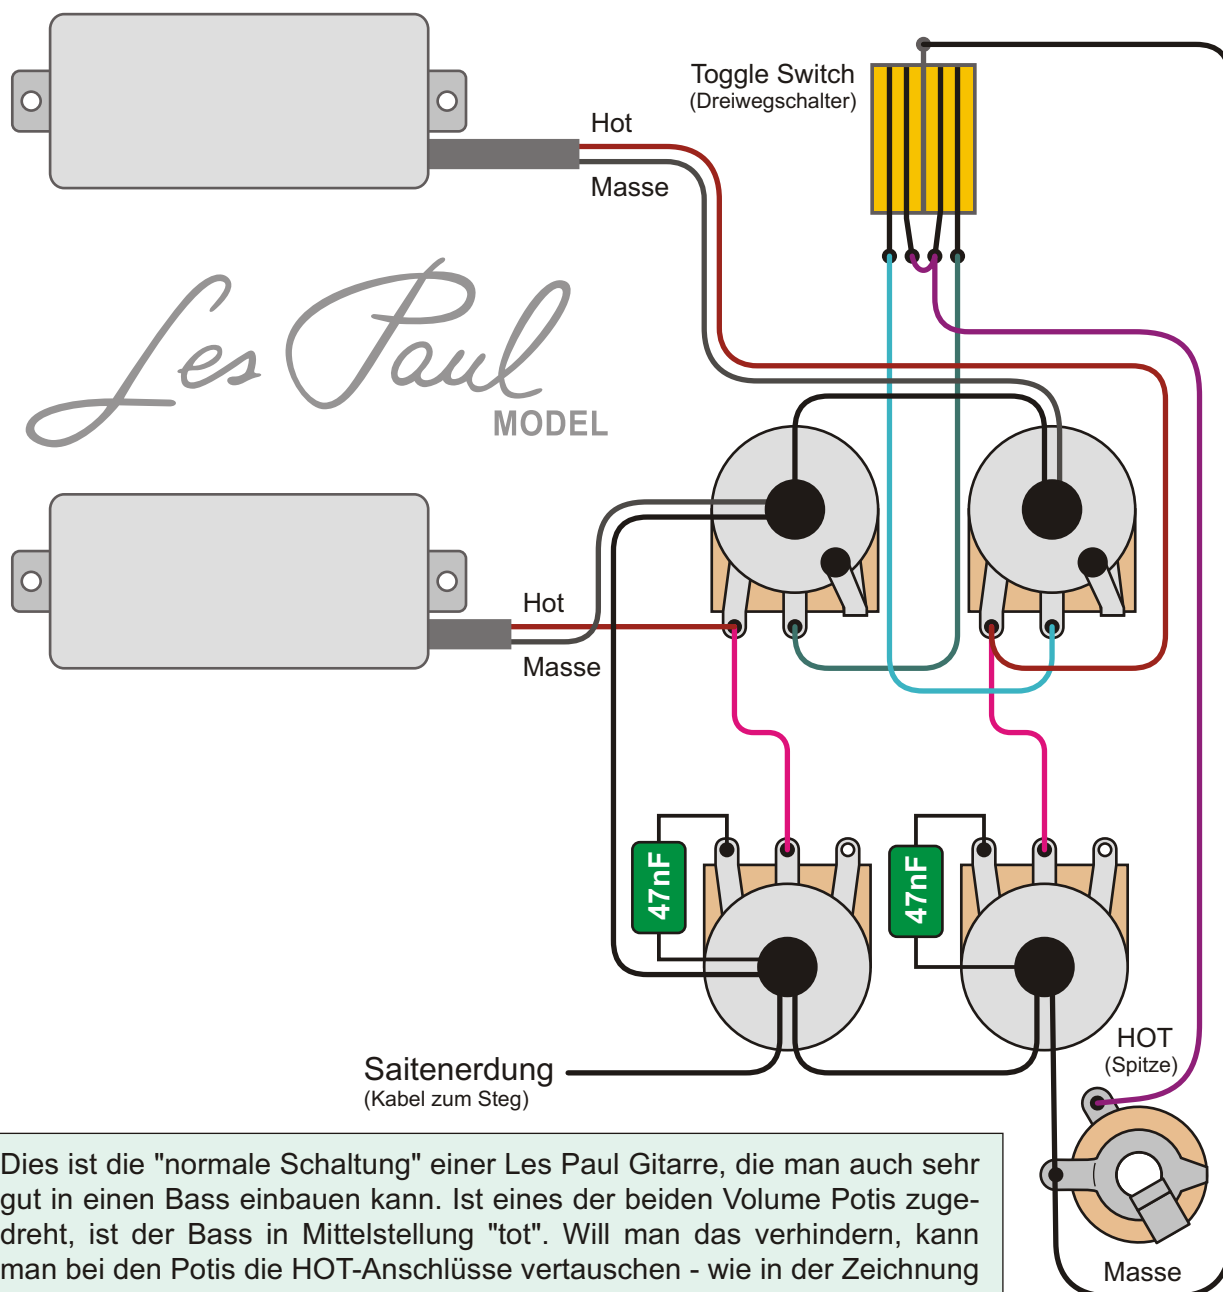 Toggle Switch
(Dreiwegschalter)
Hot
Masse
Les Paul
MODEL
Hot
Masse
47nF
47nF
HOT
(Spitze)
Saitenerdung
(Kabel zum Steg)
Masse
Dies ist die "normale Schaltung" einer Les Paul Gitarre, die man auch sehr
gut in einen Bass einbauen kann. Ist eines der beiden Volume Potis zuge-
dreht, ist der Bass in Mittelstellung "tot". Will man das verhindern, kann
man bei den Potis die HOT-Anschlüsse vertauschen - wie in der Zeichnung